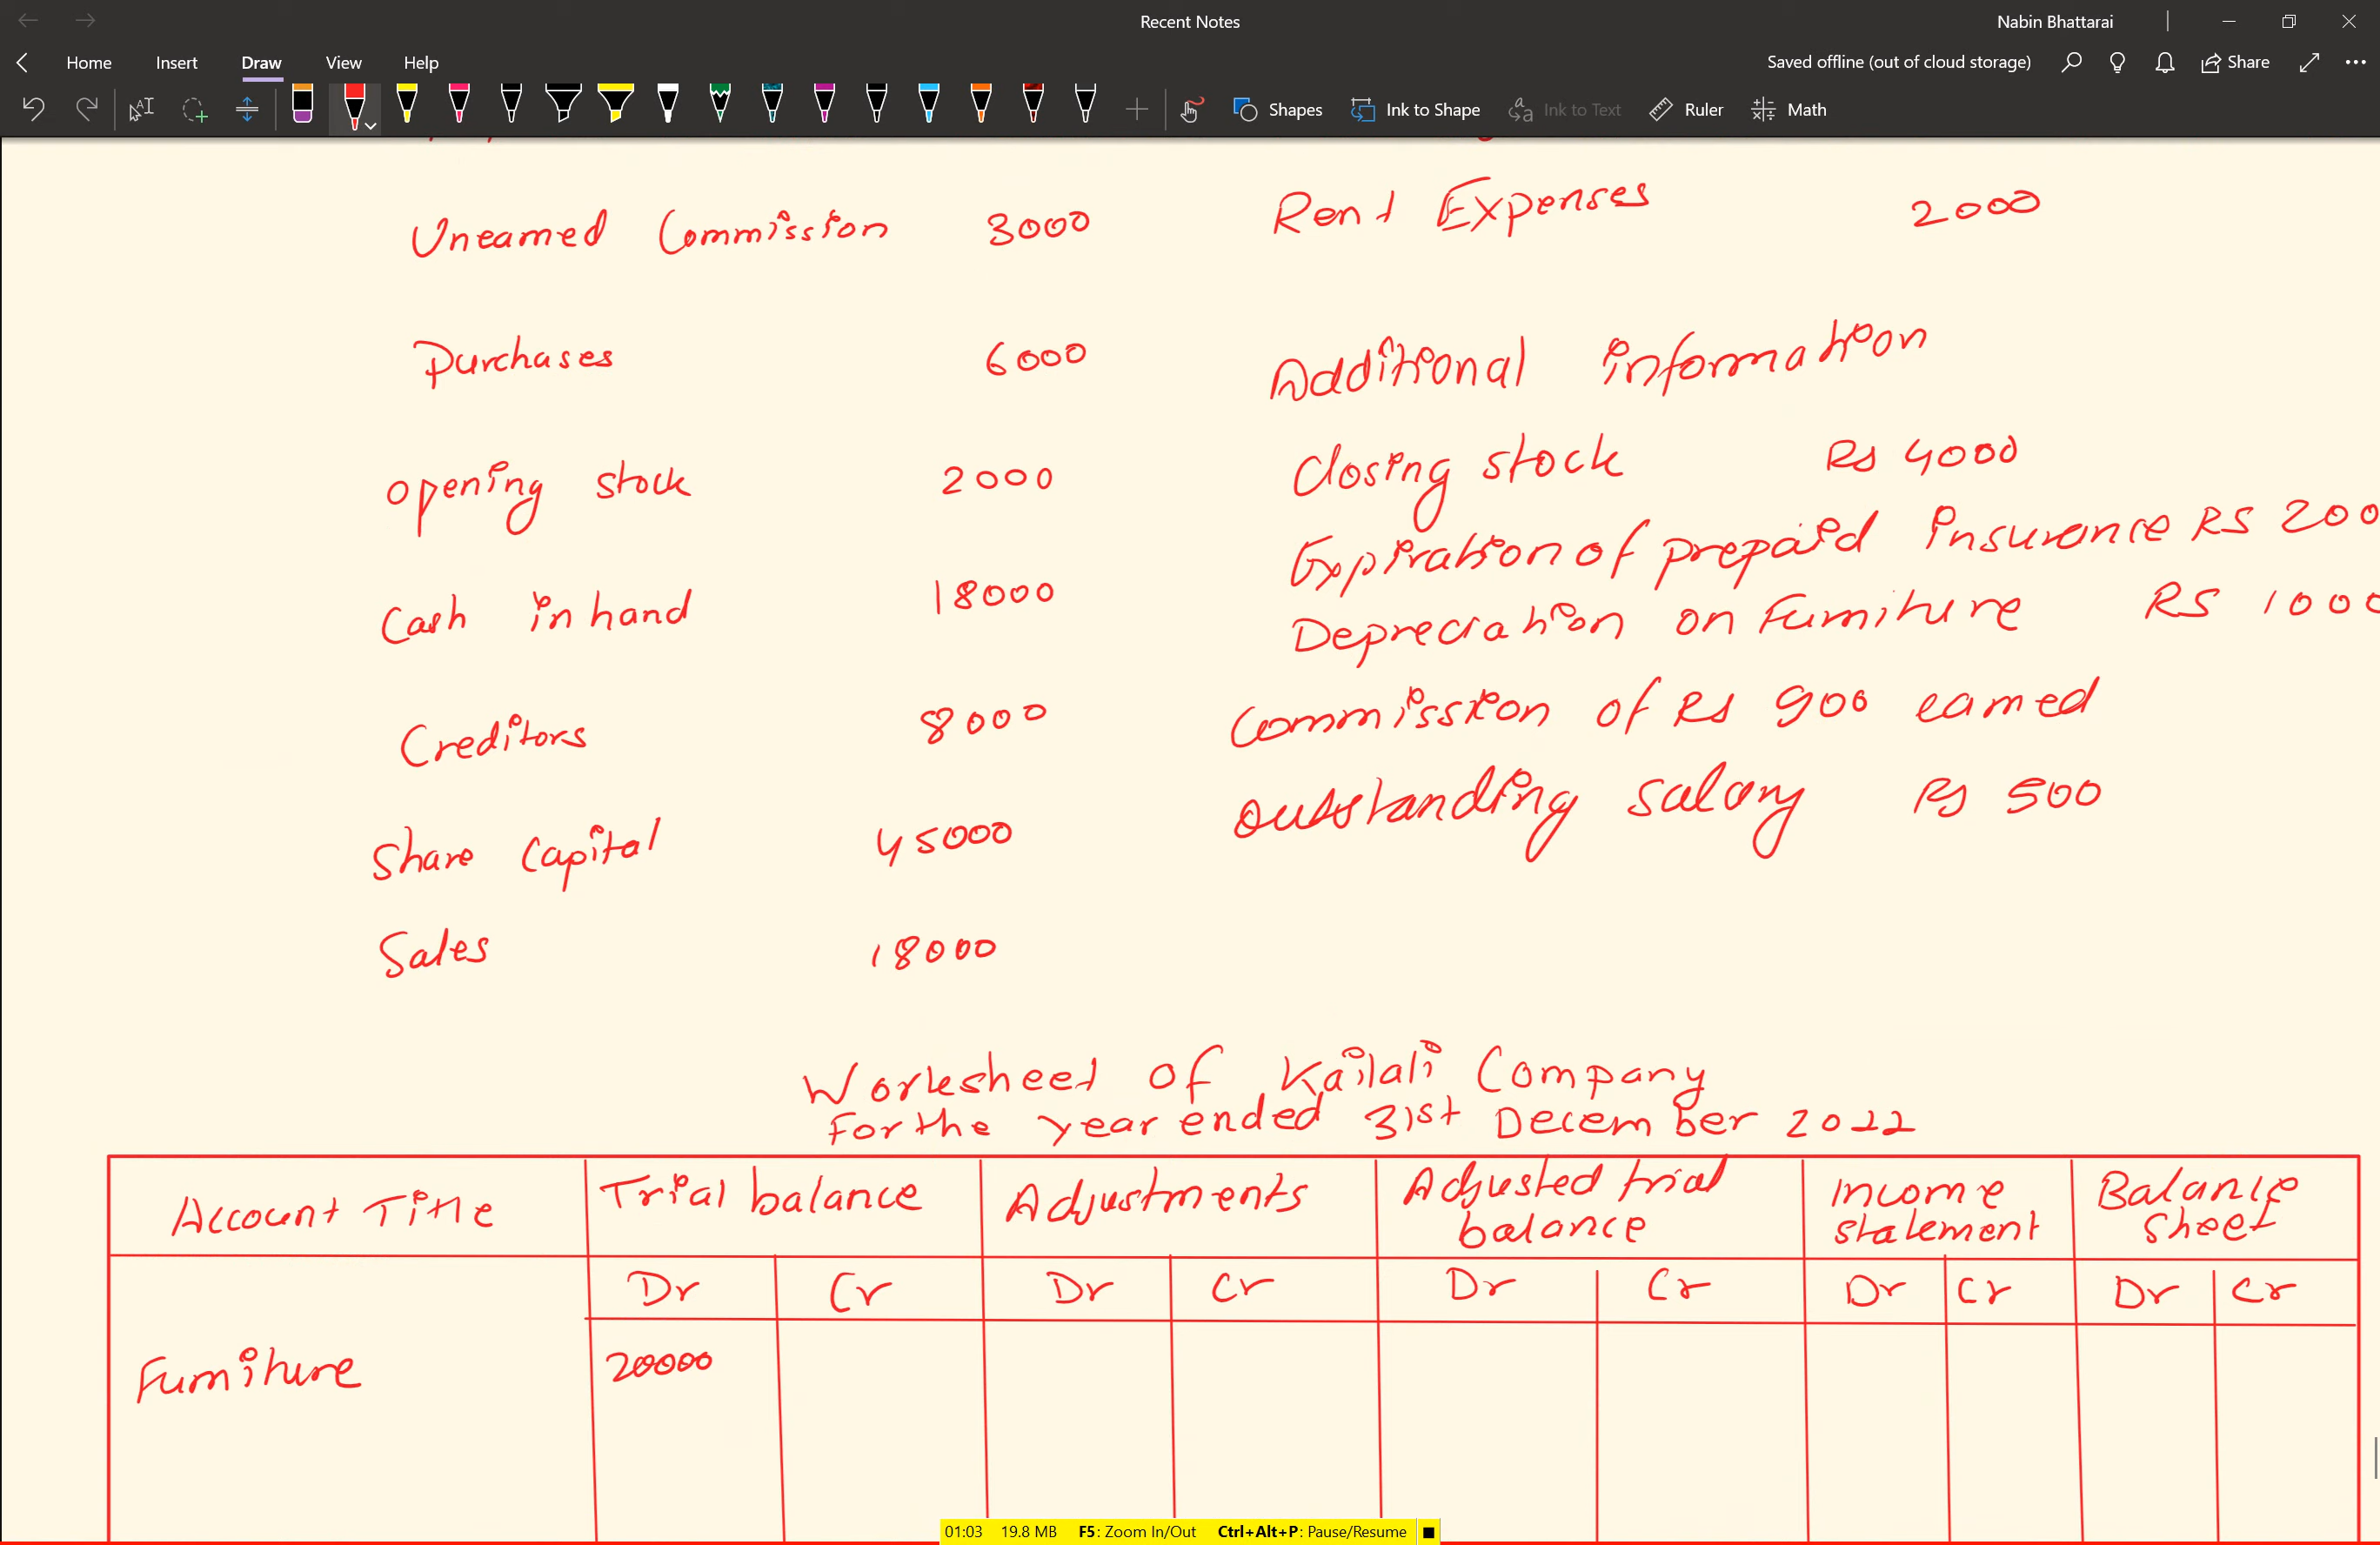 Recent Notes
Nabin Bhattarai
Home Insert Draw View Help
Saved offline (out of cloud storage)
Share
Shapes
Ink to Shape
Ink to Text
Ruler
Math
Unearned Commission 3000
Rent Expenses 2000
Purchases 6000
Additional information
opening stock 2000
Closing stock Rs 4000
Expiration of prepaid insurance RS 200
Cash in hand 18000
Depreciation on Furniture RS 1000
Creditors 8000
Commission of Rs 900 earned
Outstanding salary Rs 500
Share Capital 45000
Sales 18000
Worksheet of Kailali Company
For the year ended 31st December 2022
Account Title Trial balance Adjustments Adjusted trial balance Income statement Balance Sheet
Dr Cr Dr Cr Dr Cr Dr Cr Dr Cr
Furniture 20000
01:03 19.8 MB F5: Zoom In/Out Ctrl+Alt+P: Pause/Resume